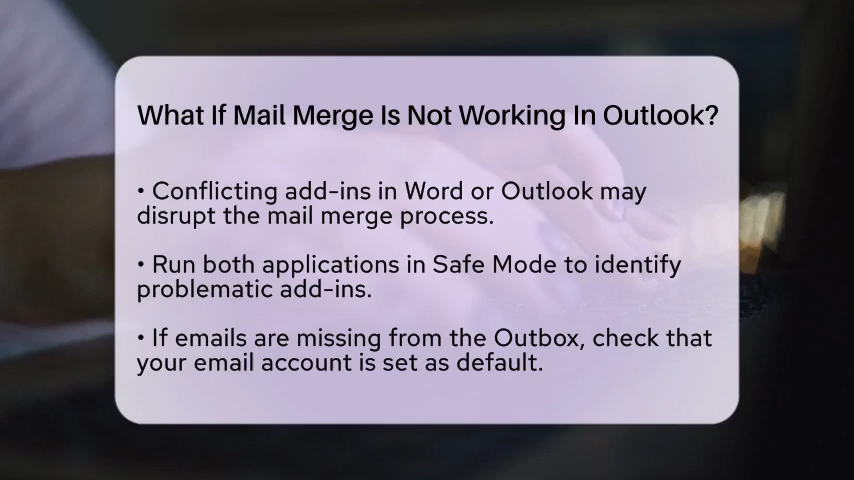 What If Mail Merge Is Not Working In Outlook?
• Conflicting add-ins in Word or Outlook may
disrupt the mail merge process.
• Run both applications in Safe Mode to identify
problematic add-ins.
• If emails are missing from the Outbox, check that
your email account is set as default.